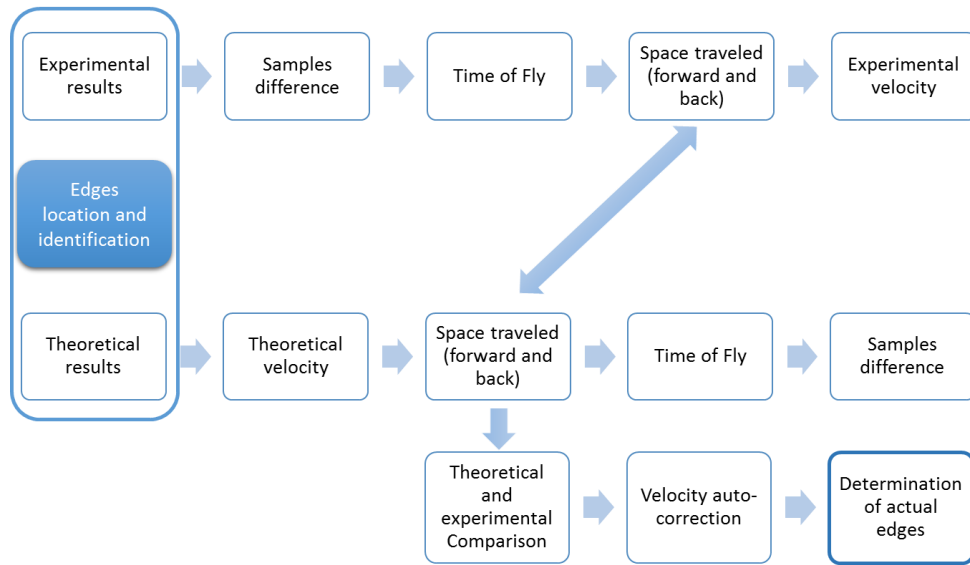 Experimental
results
Samples
difference
Time of Fly
Space traveled
(forward and
back)
Experimental
velocity
Edges
location and
identification
Theoretical
results
Theoretical
velocity
Space traveled
(forward and
back)
Time of Fly
Samples
difference
Theoretical
and
experimental
Comparison
Velocity auto-
correction
Determination
of actual
edges